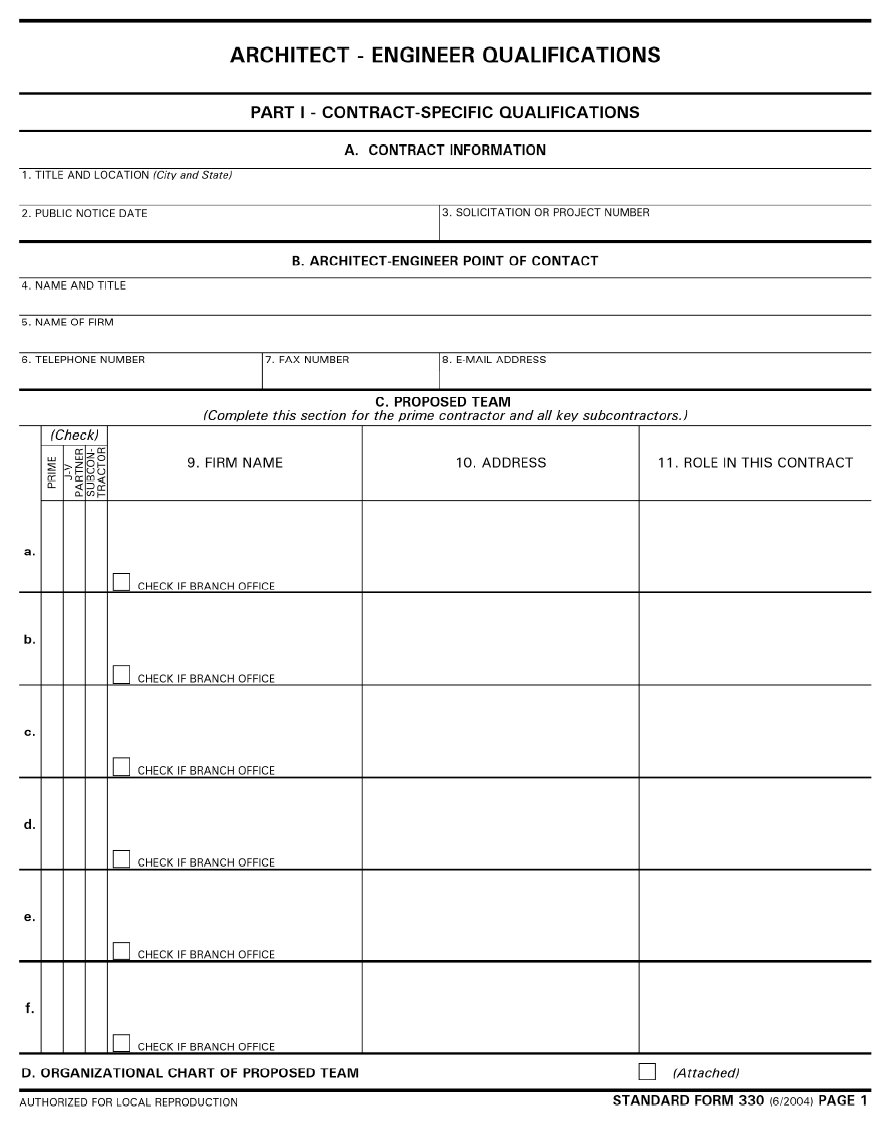 ARCHITECT - ENGINEER QUALIFICATIONS
PART I - CONTRACT-SPECIFIC QUALIFICATIONS
A. CONTRACT INFORMATION
1. TITLE AND LOCATION (City and State)
2. PUBLIC NOTICE DATE
3. SOLICITATION OR PROJECT NUMBER
B. ARCHITECT-ENGINEER POINT OF CONTACT
4. NAME AND TITLE
5. NAME OF FIRM
6. TELEPHONE NUMBER
7. FAX NUMBER
8. E-MAIL ADDRESS
C. PROPOSED TEAM
(Complete this section for the prime contractor and all key subcontractors.)
(Check)
PRIME
J-V
PARTNER
SUBCON-
TRACTOR
9. FIRM NAME
10. ADDRESS
11. ROLE IN THIS CONTRACT
a.
CHECK IF BRANCH OFFICE
b.
CHECK IF BRANCH OFFICE
c.
CHECK IF BRANCH OFFICE
d.
CHECK IF BRANCH OFFICE
e.
CHECK IF BRANCH OFFICE
f.
CHECK IF BRANCH OFFICE
D. ORGANIZATIONAL CHART OF PROPOSED TEAM
(Attached)
AUTHORIZED FOR LOCAL REPRODUCTION
STANDARD FORM 330 (6/2004) PAGE 1